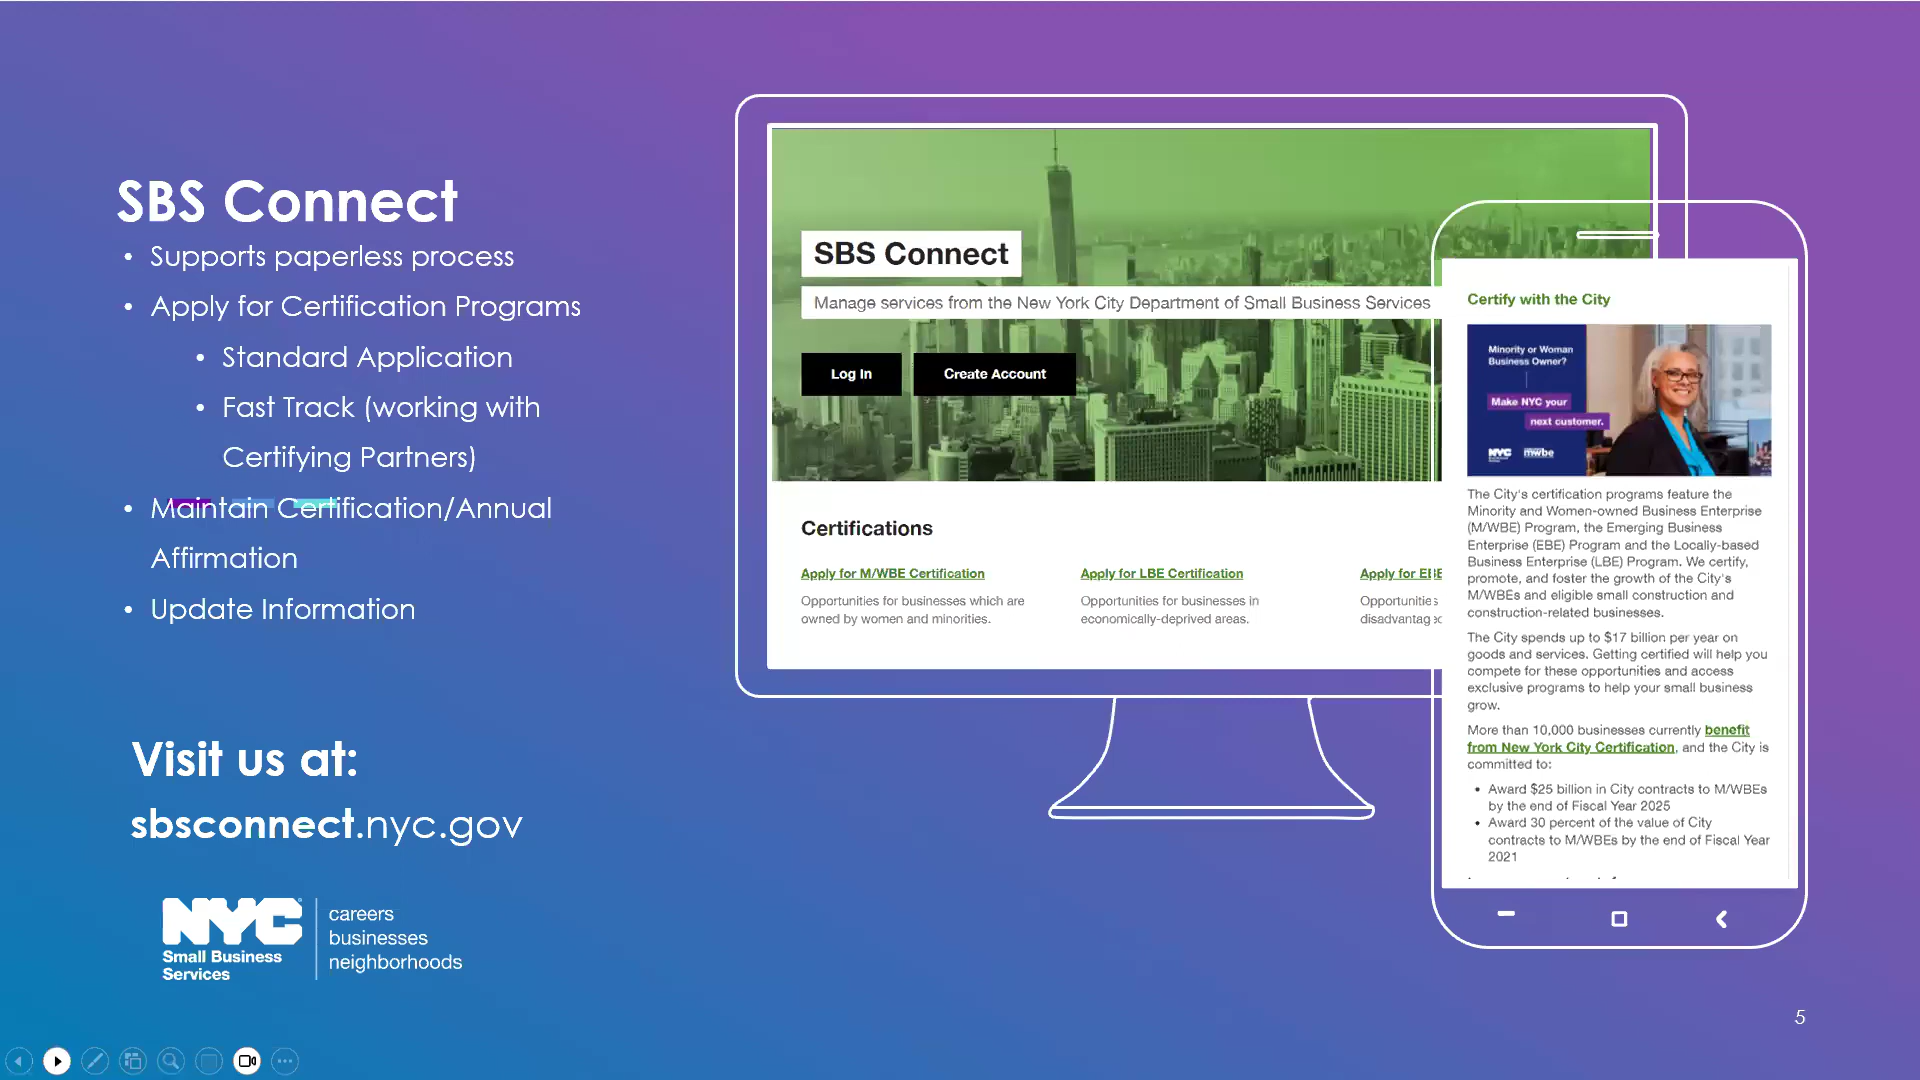 SBS Connect
• Supports paperless process
• Apply for Certification Programs
• Standard Application
• Fast Track (working with
Certifying Partners)
• Maintain Certification/Annual
Affirmation
• Update Information
Visit us at:
sbsconnect.nyc.gov
NYC
Small Business
Services
careers
businesses
neighborhoods
SBS Connect
Manage services from the New York City Department of Small Business Services
Log In
Create Account
Certifications
Apply for M/WBE Certification
Opportunities for businesses which are
owned by women and minorities.
Apply for LBE Certification
Opportunities for businesses in
economically-deprived areas.
Apply for EBE
Opportunities
Certify with the City
Minority or Woman
Business Owner?
Make NYC your
next customer.
NYC
mwbe
The City's certification programs feature the
Minority and Women-owned Business Enterprise
(M/WBE) Program, the Emerging Business
Enterprise (EBE) Program and the Locally-based
Business Enterprise (LBE) Program. We certify,
promote, and foster the growth of the City's
M/WBEs and eligible small construction and
construction-related businesses.
The City spends up to $17 billion per year on
goods and services. Getting certified will help you
compete for these opportunities and access
exclusive programs to help your small business
grow.
More than 10,000 businesses currently benefit
from New York City Certification, and the City is
committed to:
• Award $25 billion in City contracts to M/WBEs
by the end of Fiscal Year 2025
• Award 30 percent of the value of City
contracts to M/WBEs by the end of Fiscal Year
2021
5